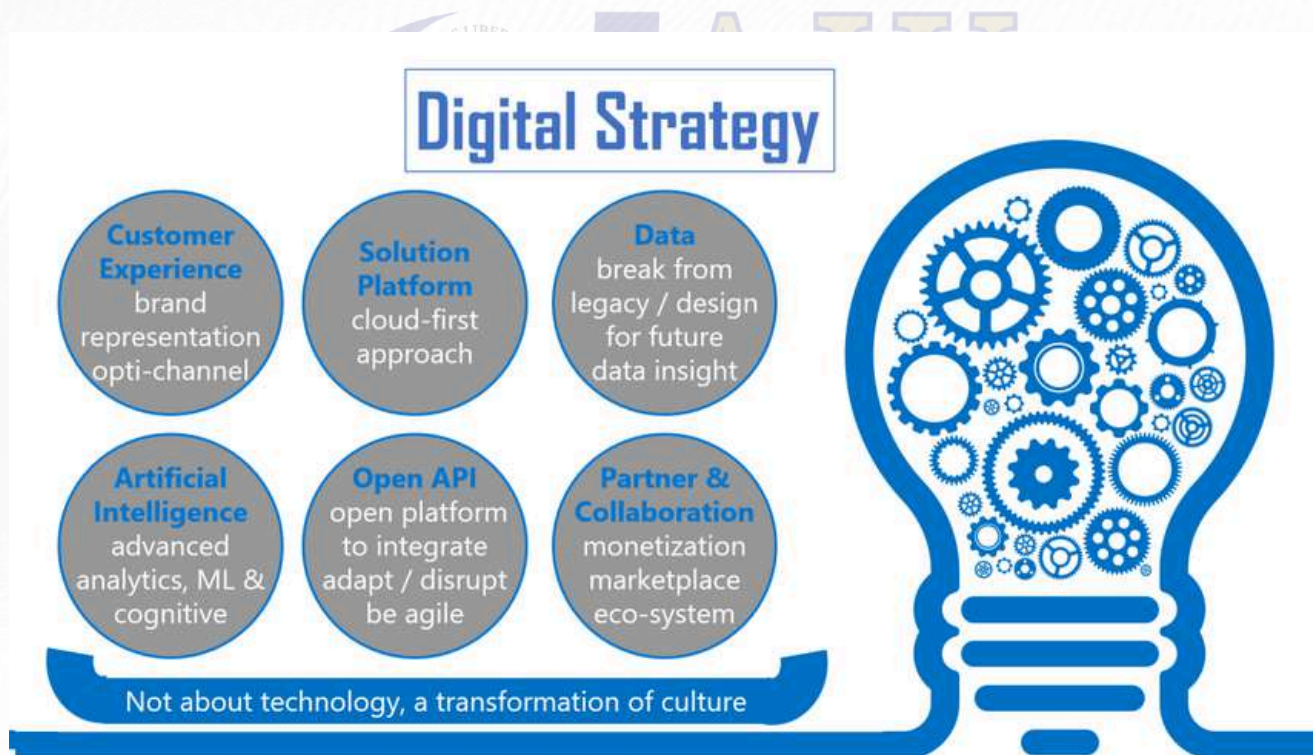 Digital Strategy
Customer
Experience
brand
representation
opti-channel
Solution
Platform
cloud-first
approach
Data
break from
legacy / design
for future
data insight
Artificial
Intelligence
advanced
analytics, ML &
cognitive
Open API
open platform
to integrate
adapt / disrupt
be agile
Partner &
Collaboration
monetization
marketplace
eco-system
Not about technology, a transformation of culture